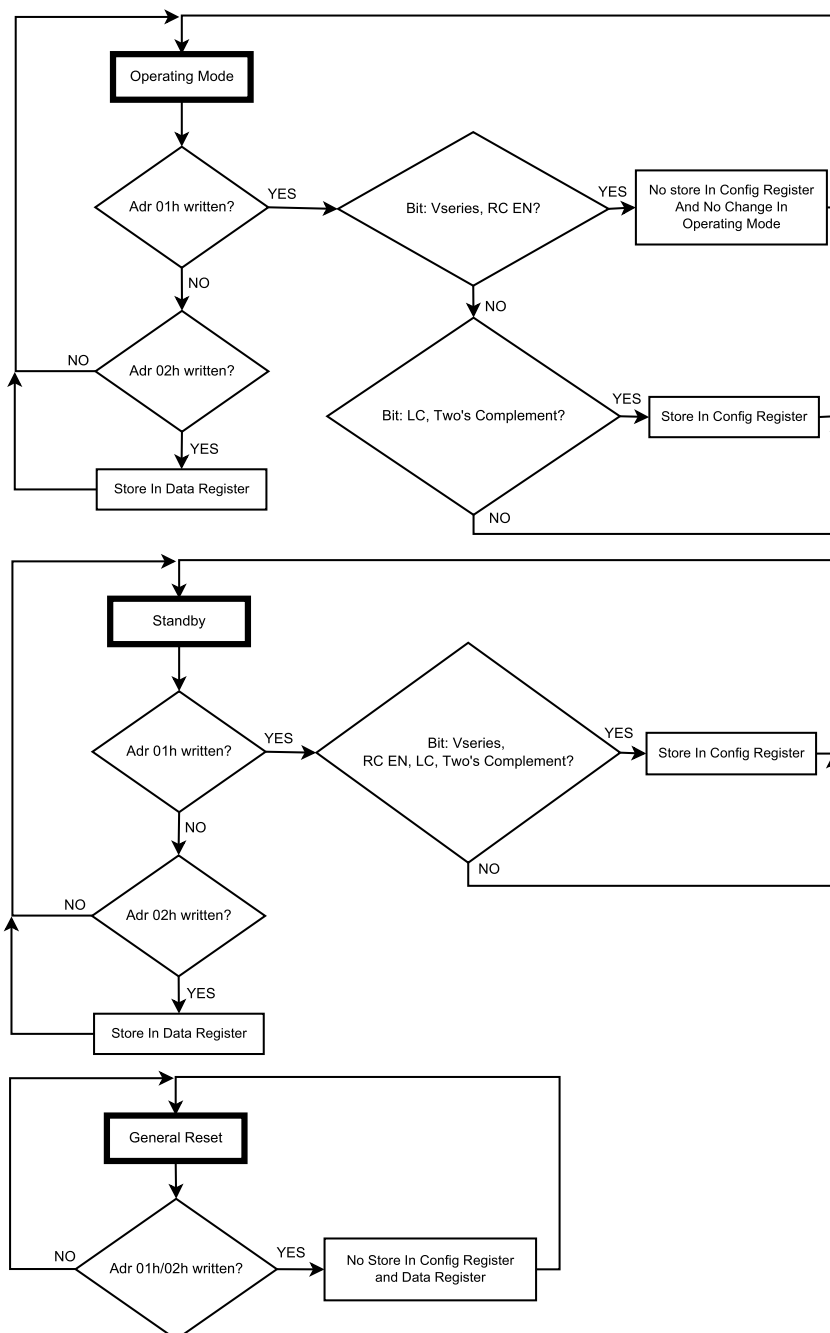 Operating Mode
Adr 01h written?
YES
Bit: Vseries, RC EN?
YES
No store In Config Register
And No Change In
Operating Mode
NO
NO
Adr 02h written?
NO
Bit: LC, Two's Complement?
YES
Store In Config Register
YES
Store In Data Register
NO
Standby
Adr 01h written?
YES
Bit: Vseries,
RC EN, LC, Two's Complement?
YES
Store In Config Register
NO
NO
Adr 02h written?
NO
YES
Store In Data Register
General Reset
NO
Adr 01h/02h written?
YES
No Store In Config Register
and Data Register